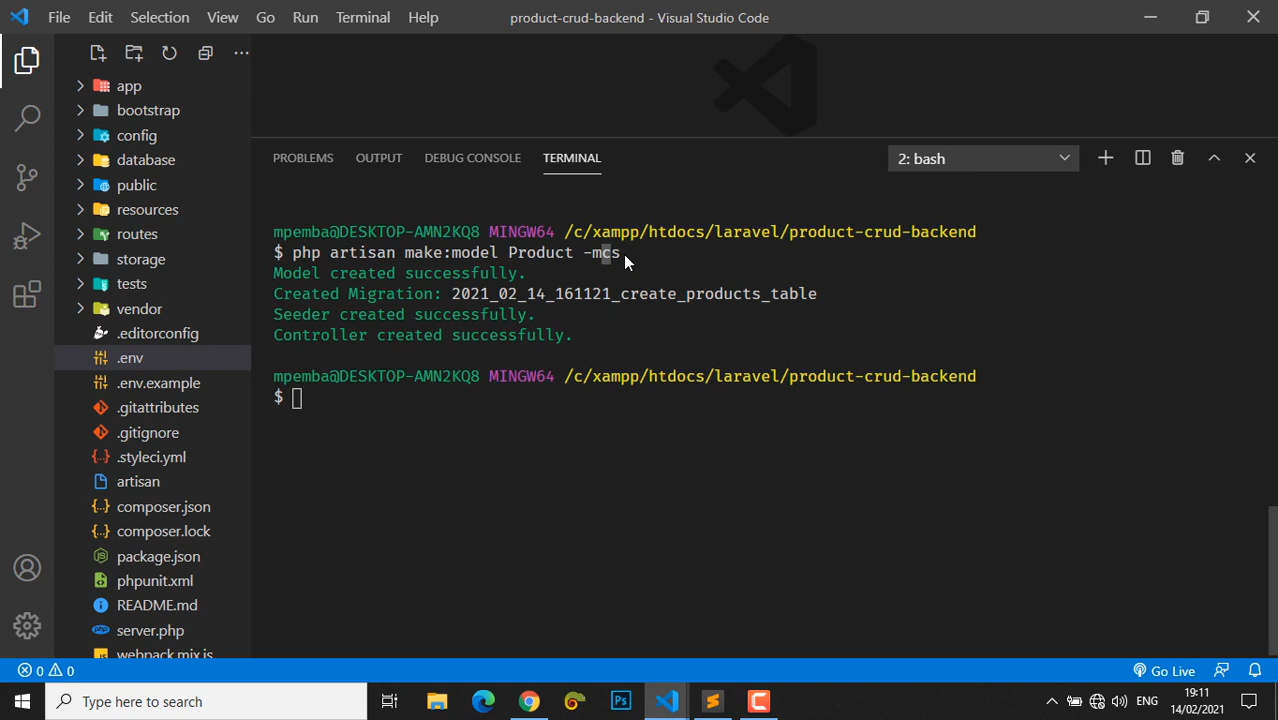 File Edit Selection View Go Run Terminal Help product-crud-backend - Visual Studio Code
app
bootstrap
config
database
public
resources
routes
storage
tests
vendor
.editorconfig
.env
.env.example
.gitattributes
.gitignore
.styleci.yml
artisan
composer.json
composer.lock
package.json
phpunit.xml
README.md
server.php
webpack.mix.js
PROBLEMS OUTPUT DEBUG CONSOLE TERMINAL 2: bash
mpemba@DESKTOP-AMN2KQ8 MINGW64 /c/xampp/htdocs/laravel/product-crud-backend
$ php artisan make:model Product -mcs
Model created successfully.
Created Migration: 2021_02_14_161121_create_products_table
Seeder created successfully.
Controller created successfully.
mpemba@DESKTOP-AMN2KQ8 MINGW64 /c/xampp/htdocs/laravel/product-crud-backend
$
0 0 Go Live
Type here to search Ps ENG 19:11
14/02/2021